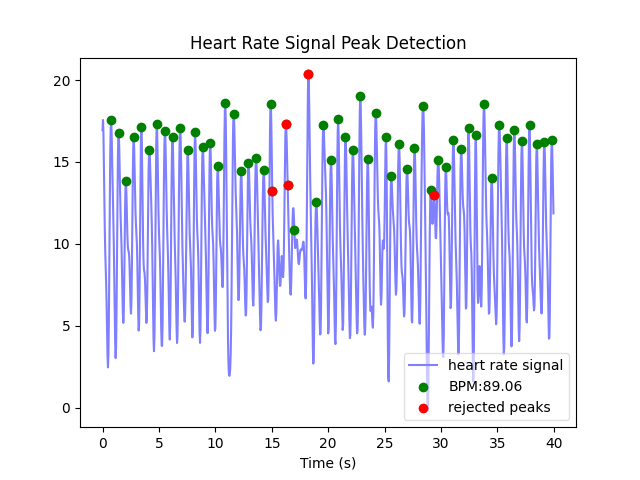 Heart Rate Signal Peak Detection
20
15
10
5
0
heart rate signal
BPM:89.06
rejected peaks
0 5 10 15 20 25 30 35 40
Time (s)